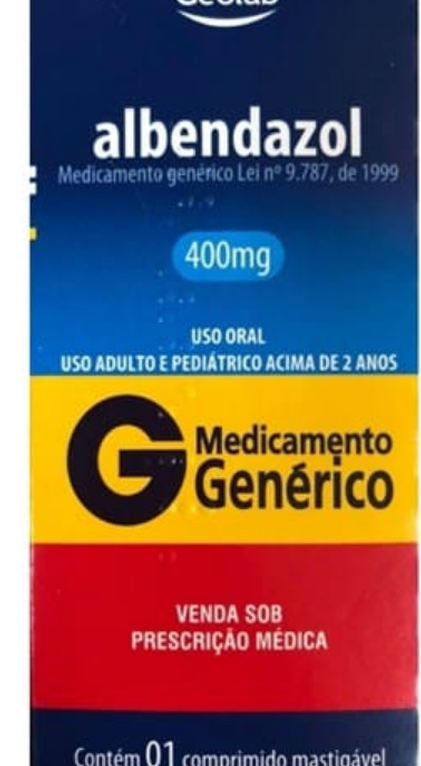 Geolab
albendazol
Medicamento genérico Lei nº 9.787, de 1999
400mg
USO ORAL
USO ADULTO E PEDIÁTRICO ACIMA DE 2 ANOS
G Medicamento
Genérico
VENDA SOB
PRESCRIÇÃO MÉDICA
Contém 01 comprimido mastigável